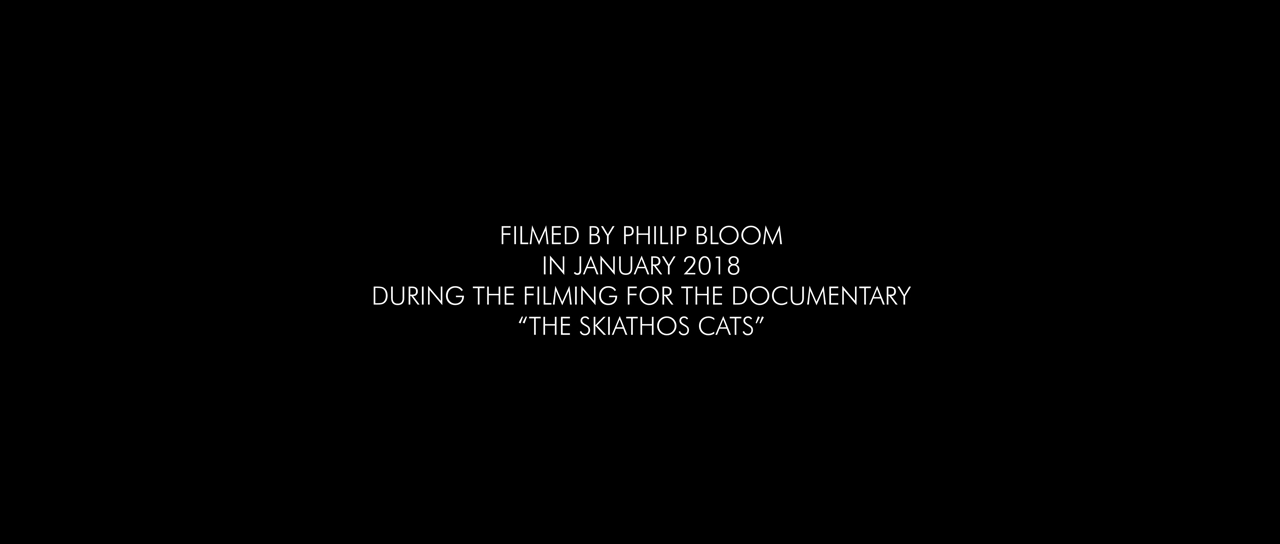 FILMED BY PHILIP BLOOM
IN JANUARY 2018
DURING THE FILMING FOR THE DOCUMENTARY
“THE SKIATHOS CATS”